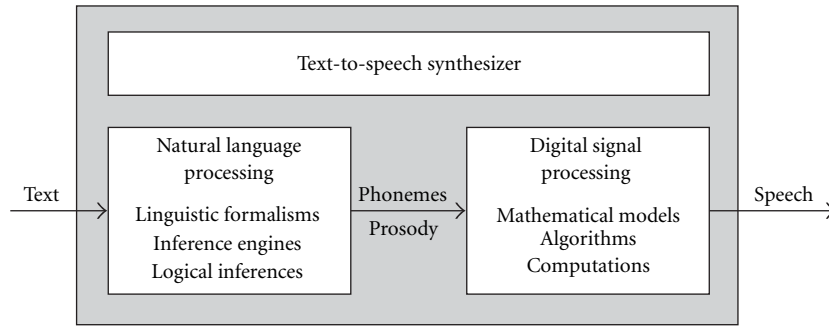 Text-to-speech synthesizer
Text
Natural language
processing
Linguistic formalisms
Inference engines
Logical inferences
Phonemes
Prosody
Digital signal
processing
Mathematical models
Algorithms
Computations
Speech